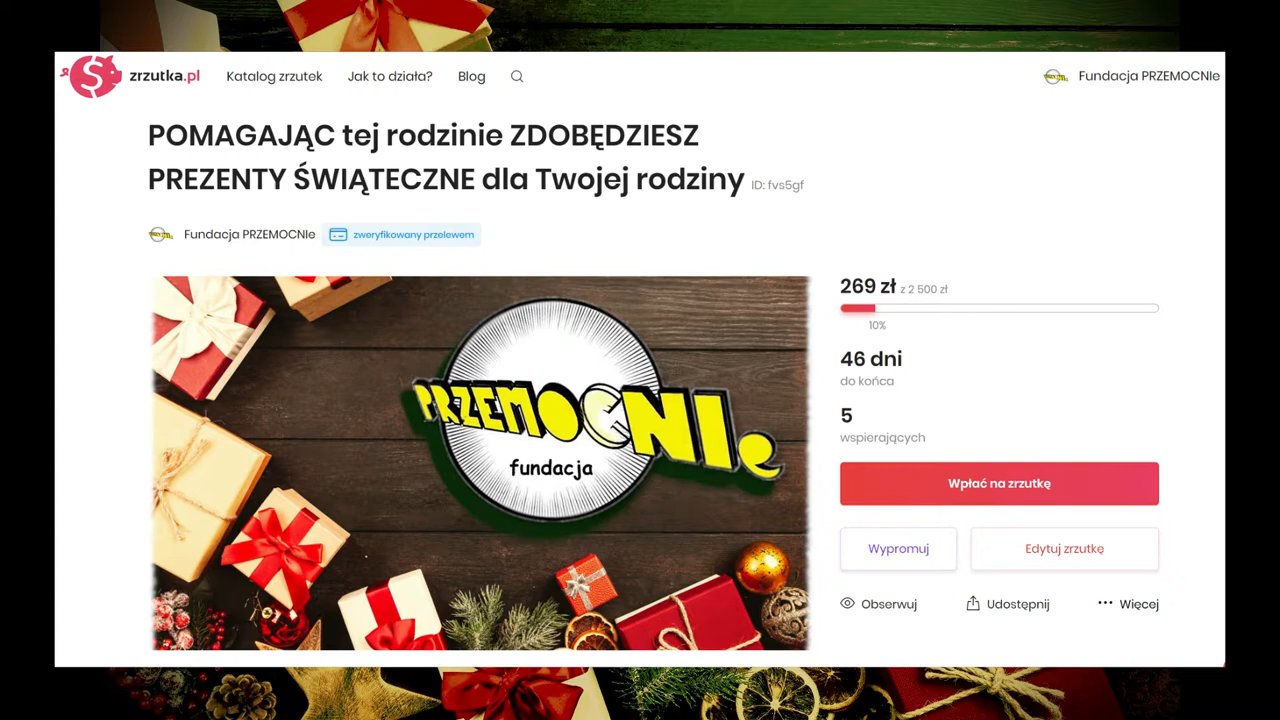 zrzutka.pl Katalog zrzutek Jak to działa? Blog Fundacja PRZEMOCNIe
POMAGAJĄC tej rodzinie ZDOBĘDZIESZ
PREZENTY ŚWIĄTECZNE dla Twojej rodziny ID: fvs5gf
Fundacja PRZEMOCNIe zweryfikowany przelewem
PRZEMOCNIe
fundacja
269 zł z 2 500 zł
10%
46 dni
do końca
5
wspierających
Wpłać na zrzutkę
Wypromuj Edytuj zrzutkę
Obserwuj Udostępnij Więcej